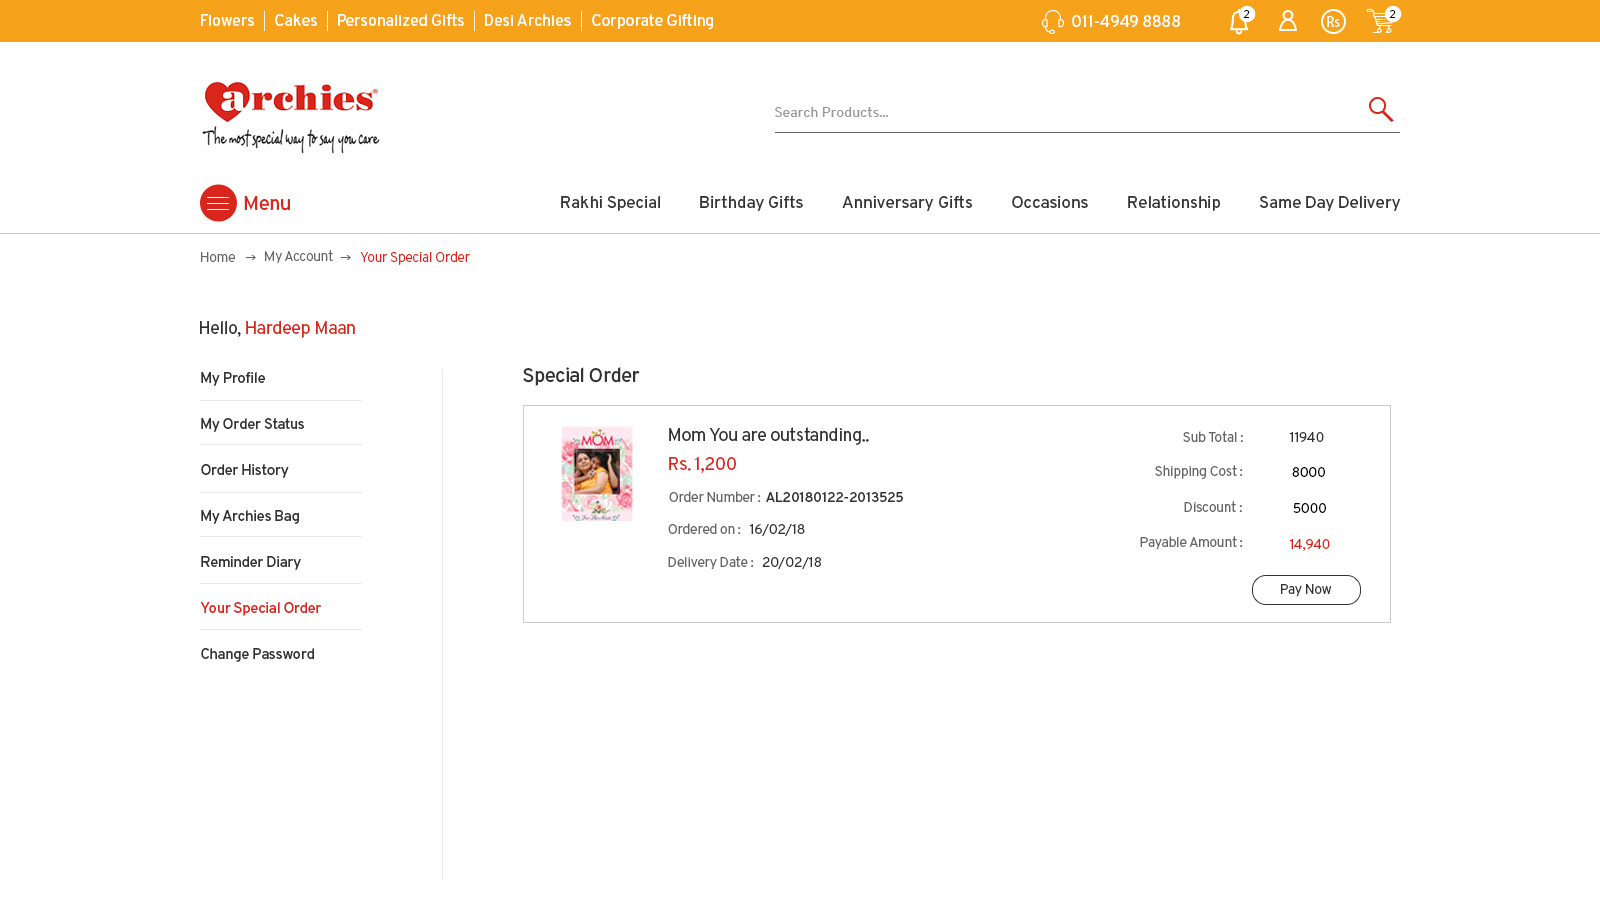 Flowers | Cakes | Personalized Gifts | Desi Archies | Corporate Gifting
011-4949 8888
2
Rs
2
archies®
The most special way to say you care
Search Products...
Menu
Rakhi Special
Birthday Gifts
Anniversary Gifts
Occasions
Relationship
Same Day Delivery
Home → My Account → Your Special Order
Hello, Hardeep Maan
My Profile
My Order Status
Order History
My Archies Bag
Reminder Diary
Your Special Order
Change Password
Special Order
MOM
Mom You are outstanding..
Rs. 1,200
Order Number : AL20180122-2013525
Ordered on : 16/02/18
Delivery Date : 20/02/18
Sub Total : 11940
Shipping Cost : 8000
Discount : 5000
Payable Amount : 14,940
Pay Now